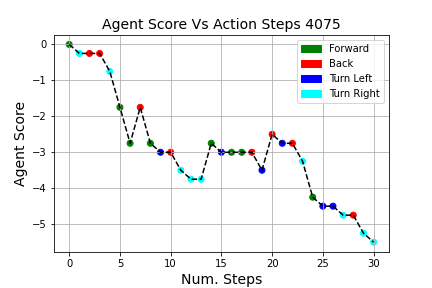 Agent Score Vs Action Steps 4075
Forward
Back
Turn Left
Turn Right
Agent Score
0
−1
−2
−3
−4
−5
0 5 10 15 20 25 30
Num. Steps